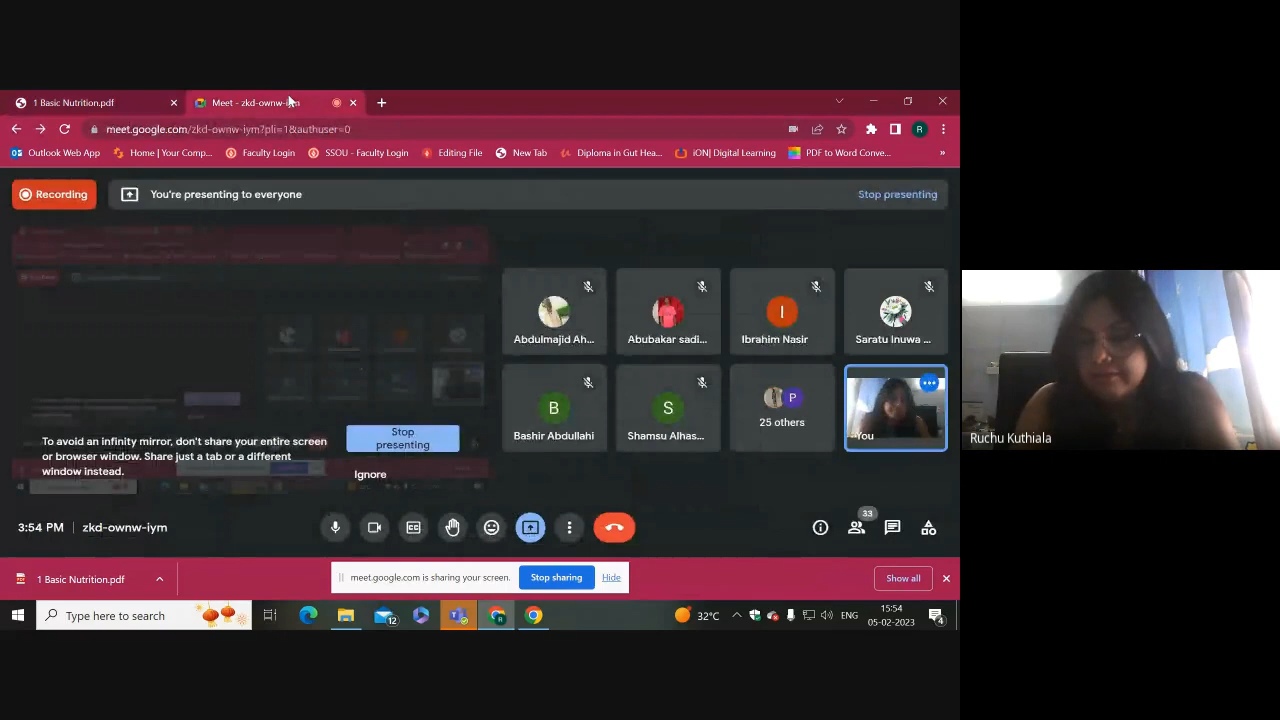 1 Basic Nutrition.pdf
Meet - zkd-ownw-iym
meet.google.com/zkd-ownw-iym?pli=1&authuser=0
R
Outlook Web App
Home | Your Comp...
Faculty Login
SSOU - Faculty Login
Editing File
New Tab
Diploma in Gut Hea...
iON| Digital Learning
PDF to Word Conve...
»
Recording
You're presenting to everyone
Stop presenting
Abdulmajid Ah...
Abubakar sadi...
I
Ibrahim Nasir
Saratu Inuwa ...
B
Bashir Abdullahi
S
Shamsu Alhas...
P
25 others
You
To avoid an infinity mirror, don't share your entire screen
or browser window. Share just a tab or a different
window instead.
Stop
presenting
Ignore
Ruchu Kuthiala
3:54 PM | zkd-ownw-iym
33
1 Basic Nutrition.pdf
meet.google.com is sharing your screen.
Stop sharing
Hide
Show all
Type here to search
12
32°C
ENG
15:54
05-02-2023
4